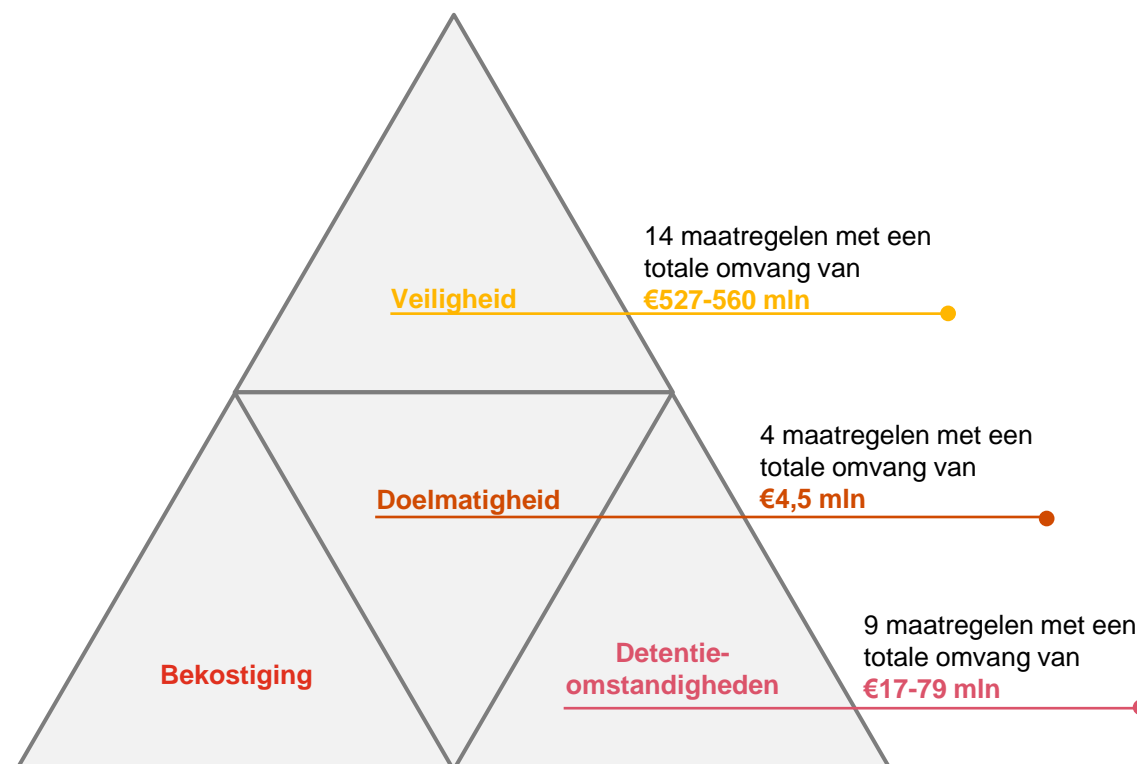 14 maatregelen met een
totale omvang van
Veiligheid
€527-560 mln
4 maatregelen met een
totale omvang van
Doelmatigheid
€4,5 mln
9 maatregelen met een
totale omvang van
€17-79 mln
Detentie-
omstandigheden
Bekostiging